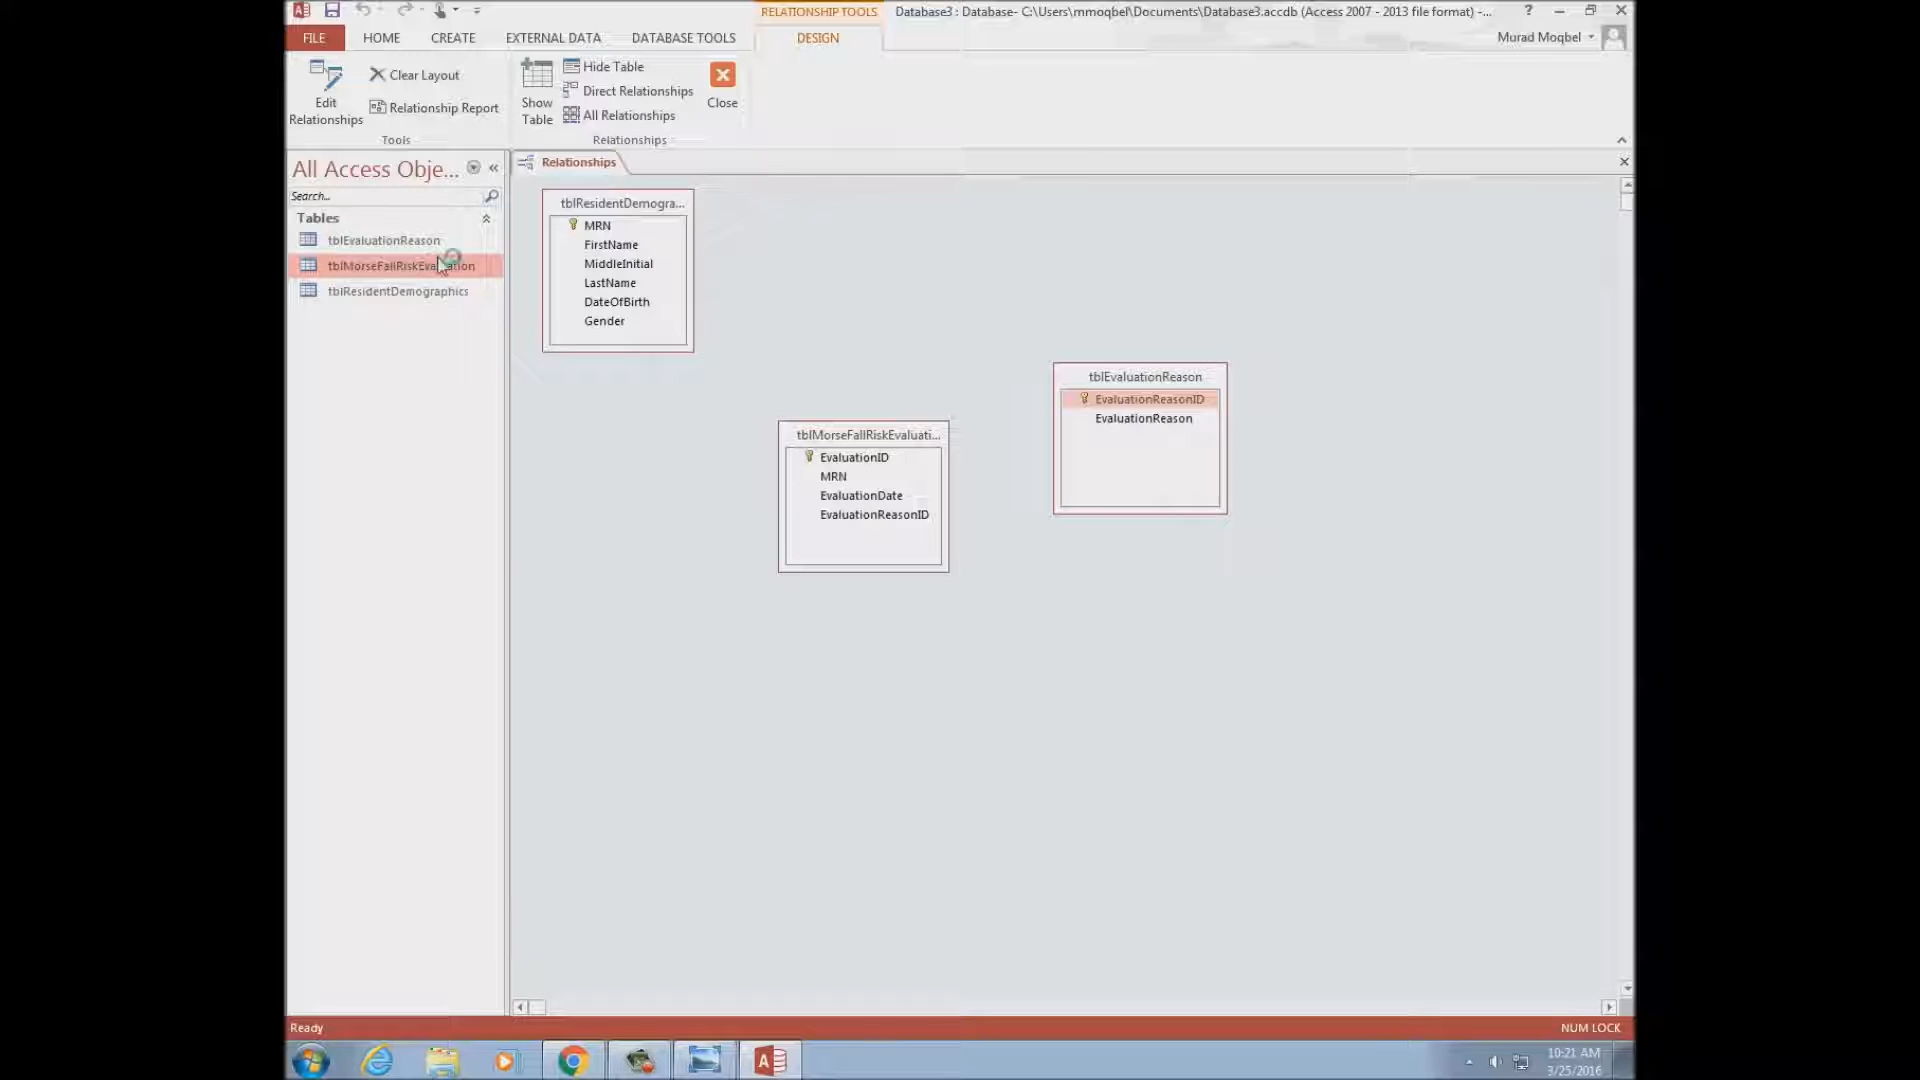 RELATIONSHIP TOOLS
Database3 : Database- C:\Users\mmoqbel\Documents\Database3.accdb (Access 2007 - 2013 file format) -...
?
FILE
HOME
CREATE
EXTERNAL DATA
DATABASE TOOLS
DESIGN
Murad Moqbel
Edit
Relationships
Clear Layout
Relationship Report
Tools
Show
Table
Hide Table
Direct Relationships
All Relationships
Relationships
Close
All Access Obje...
Search...
Tables
tblEvaluationReason
tblMorseFallRiskEvaluation
tblResidentDemographics
Relationships
tblResidentDemogra...
MRN
FirstName
MiddleInitial
LastName
DateOfBirth
Gender
tblMorseFallRiskEvaluati...
EvaluationID
MRN
EvaluationDate
EvaluationReasonID
tblEvaluationReason
EvaluationReasonID
EvaluationReason
Ready
NUM LOCK
10:21 AM
3/25/2016